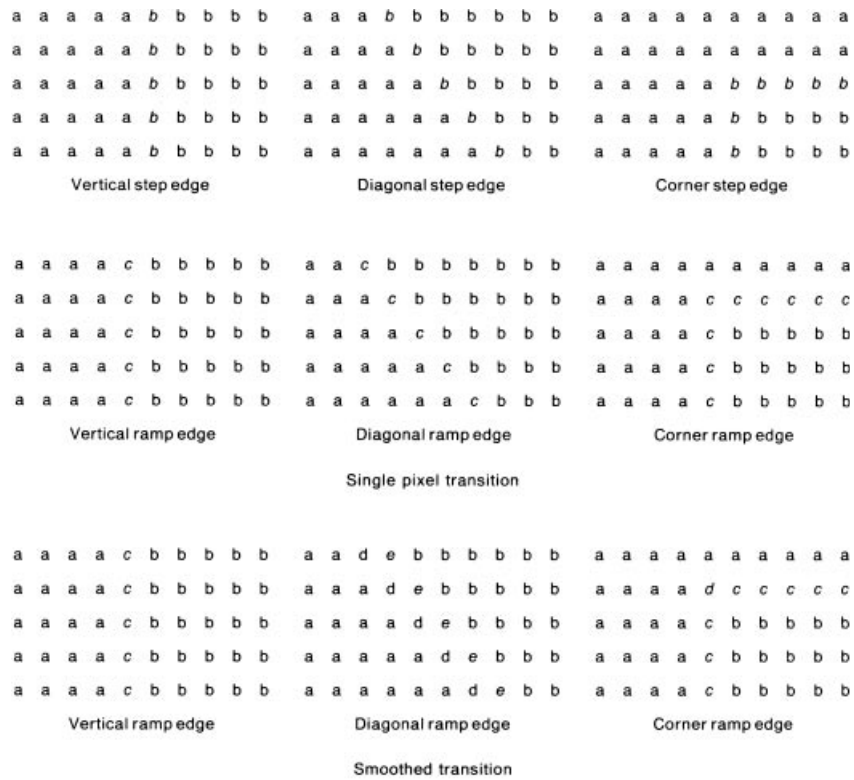 a a a a a b b b b b a a a b b b b b b b a a a a a a a a a a
a a a a a b b b b b a a a a b b b b b b a a a a a a a a a a
a a a a a b b b b b a a a a a b b b b b a a a a a b b b b b
a a a a a b b b b b a a a a a a b b b b a a a a a b b b b b
a a a a a b b b b b a a a a a a a b b b a a a a a b b b b b
Vertical step edge Diagonal step edge Corner step edge
a a a a c b b b b b a a c b b b b b b b a a a a a a a a a a
a a a a c b b b b b a a a c b b b b b b a a a a c c c c c c
a a a a c b b b b b a a a a c b b b b b a a a a c b b b b b
a a a a c b b b b b a a a a a c b b b b a a a a c b b b b b
a a a a c b b b b b a a a a a a c b b b a a a a c b b b b b
Vertical ramp edge Diagonal ramp edge Corner ramp edge
Single pixel transition
a a a a c b b b b b a a d e b b b b b b a a a a a a a a a a
a a a a c b b b b b a a a d e b b b b b a a a a d c c c c c
a a a a c b b b b b a a a a d e b b b b a a a a c b b b b b
a a a a c b b b b b a a a a a d e b b b a a a a c b b b b b
a a a a c b b b b b a a a a a a d e b b a a a a c b b b b b
Vertical ramp edge Diagonal ramp edge Corner ramp edge
Smoothed transition